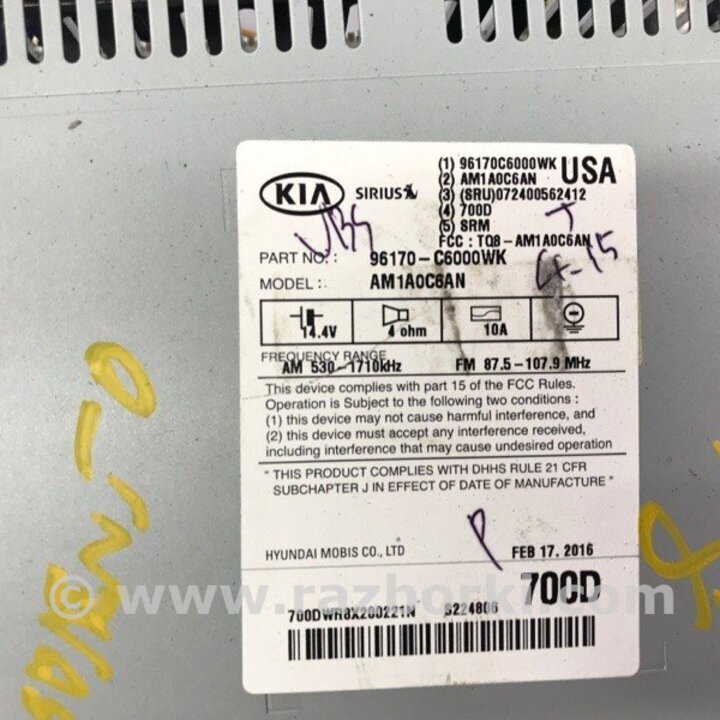 KIA SIRIUS
(1) 96170C6000WK USA
(2) AM1A0C6AN
(3) (SRU)072400562412
(4) 700D
(5) SRM
FCC : TQ8-AM1A0C6AN
PART NO. : 96170-C6000WK
MODEL : AM1A0C6AN
14.4V 4 ohm 10A
FREQUENCY RANGE
AM 530-1710kHz FM 87.5-107.9 MHz
This device complies with part 15 of the FCC Rules.
Operation is Subject to the following two conditions :
(1) this device may not cause harmful interference, and
(2) this device must accept any interference received,
including interference that may cause undesired operation
" THIS PRODUCT COMPLIES WITH DHHS RULE 21 CFR
SUBCHAPTER J IN EFFECT OF DATE OF MANUFACTURE "
P
HYUNDAI MOBIS CO., LTD FEB 17. 2016
700D
© www.razborki.com
700DWR8X200221N S224806